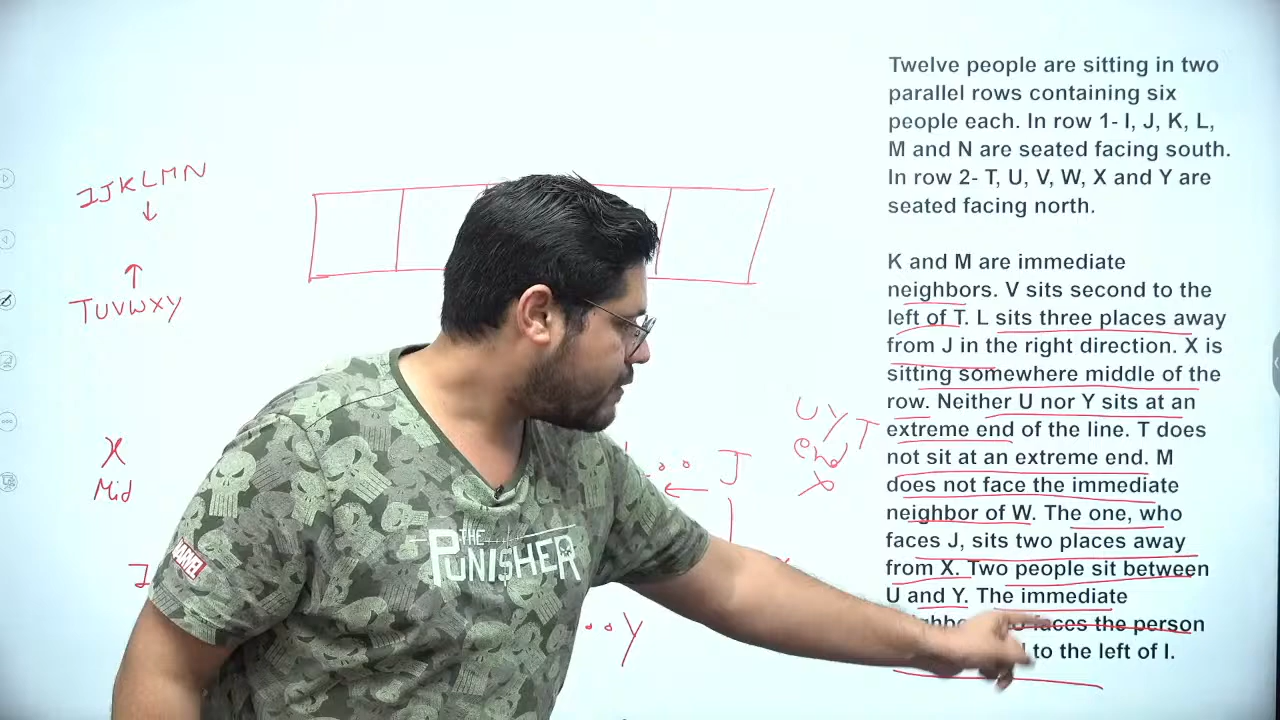 Twelve people are sitting in two
parallel rows containing six
people each. In row 1- I, J, K, L,
M and N are seated facing south.
In row 2- T, U, V, W, X and Y are
seated facing north.
K and M are immediate
neighbors. V sits second to the
left of T. L sits three places away
from J in the right direction. X is
sitting somewhere middle of the
row. Neither U nor Y sits at an
extreme end of the line. T does
not sit at an extreme end. M
does not face the immediate
neighbor of W. The one, who
faces J, sits two places away
from X. Two people sit between
U and Y. The immediate
faces the person
to the left of I.
IJKLMN
TUVWXY
X
Mid
J
U Y T
end
X
Y
MARVEL
THE
PUNISHER